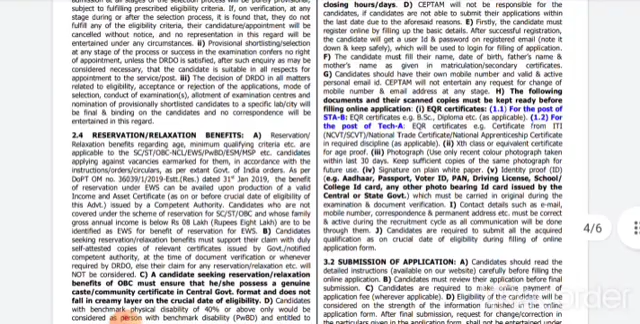 admission at all stages of the selection process will be purely provisional,
subject to fulfilling prescribed eligibility criteria. If, on verification, at any
stage during or after the selection process, it is found that, they do not
fulfil any of the eligibility criteria, their candidature/appointment will be
cancelled without notice, and no representation in this regard will be
entertained under any circumstances. ii) Provisional shortlisting/selection
at any stage of the process or success in the examination confers no right
of appointment, unless the DRDO is satisfied, after such enquiry as may be
considered necessary, that the candidate is suitable in all respects for
appointment to the service/post. iii) The decision of DRDO in all matters
related to eligibility, acceptance or rejection of the applications, mode of
selection, conduct of examination(s), allotment of examination centres and
nomination of provisionally shortlisted candidates to a specific lab/city will
be final & binding on the candidates and no correspondence will be
entertained in this regard.
2.4 RESERVATION/RELAXATION BENEFITS: A) Reservation/
Relaxation benefits regarding age, minimum qualifying criteria etc. are
applicable to the SC/ST/OBC-NCL/EWS/PwBD/ESM/MSP etc. candidates
applying against vacancies earmarked for them, in accordance with the
instructions/orders/circulars, as per extant Govt. of India orders. As per
DoPT OM no. 36039/1/2019-Estt.(Res.) dated 31st Jan 2019, the benefit
of reservation under EWS can be availed upon production of a valid
Income and Asset Certificate (as on or before crucial date of eligibility of
this Advt.) issued by a Competent Authority. Candidates who are not
covered under the scheme of reservation for SC/ST/OBC and whose family
gross annual income is below Rs 08 Lakh (Rupees Eight Lakh) are to be
identified as EWS for benefit of reservation for EWS. B) Candidates
seeking reservation/relaxation benefits must support their claim with duly
self-attested copies of relevant certificates issued by Govt./notified
competent authority, at the time of document verification or whenever
required by DRDO, else their claim for any reservation/relaxation etc. will
NOT be considered. C) A candidate seeking reservation/relaxation
benefits of OBC must ensure that he/she possess a genuine
caste/community certificate in Central Govt. format and does not
fall in creamy layer on the crucial date of eligibility. D) Candidates
with benchmark physical disability of 40% or above only would be
considered as person with benchmark disability (PwBD) and entitled to
closing hours/days. D) CEPTAM will not be responsible for the
candidates, if candidates are not able to submit their applications within
the last date due to the aforesaid reasons. E) Firstly, the candidate must
register online by filling up the basic details. After successful registration,
the candidate will get a user Id & password on registered email (note it
down & keep safely), which will be used to login for filling of application.
F) The candidate must fill their name, date of birth, father's name &
mother's name as given in matriculation/secondary certificates.
G) Candidates should have their own mobile number and valid & active
personal email id. CEPTAM will not entertain any request for change of
mobile number & email address at any stage. H) The following
documents and their scanned copies must be kept ready before
filling online application: (i) EQR certificates: (1.1) For the post of
STA-B: EQR certificates e.g. B.Sc., Diploma etc. (as applicable). (1.2) For
the post of Tech-A: EQR certificates e.g. Certificate from ITI
(NCVT/SCVT)/National Trade Certificate/National Apprenticeship Certificate
in required discipline (as applicable). (ii) Xth class or equivalent certificate
for age proof. (iii) Photograph (Use only recent colour photograph taken
within last 30 days. Keep sufficient copies of the same photograph for
future use. (iv) Signature on plain white paper. (v) Identity proof (ID)
(e.g. Aadhaar, Passport, Voter ID, PAN, Driving License, School/
College Id card, any other photo bearing Id card issued by the
Central or State Govt.) which must be carried in original during the
examination & document verification. I) Contact details such as e-mail,
mobile number, correspondence & permanent address etc. must be correct
& active during the recruitment cycle as all communication will be done
through them. J) Candidates are required to submit all the acquired
qualification as on crucial date of eligibility during filling of online
application form.
3.2 SUBMISSION OF APPLICATION: A) Candidates should read the
detailed instructions (available on our website) carefully before filling the
online application. B) Candidates must review their application before final
submission. C) Candidates are required to make online payment of
application fee (wherever applicable). D) Eligibility of the candidate will be
considered on the strength of the information furnished in the online
application form. After final submission, request for change/correction in
the particulars given in the application form, shall not be entertained under
4/6